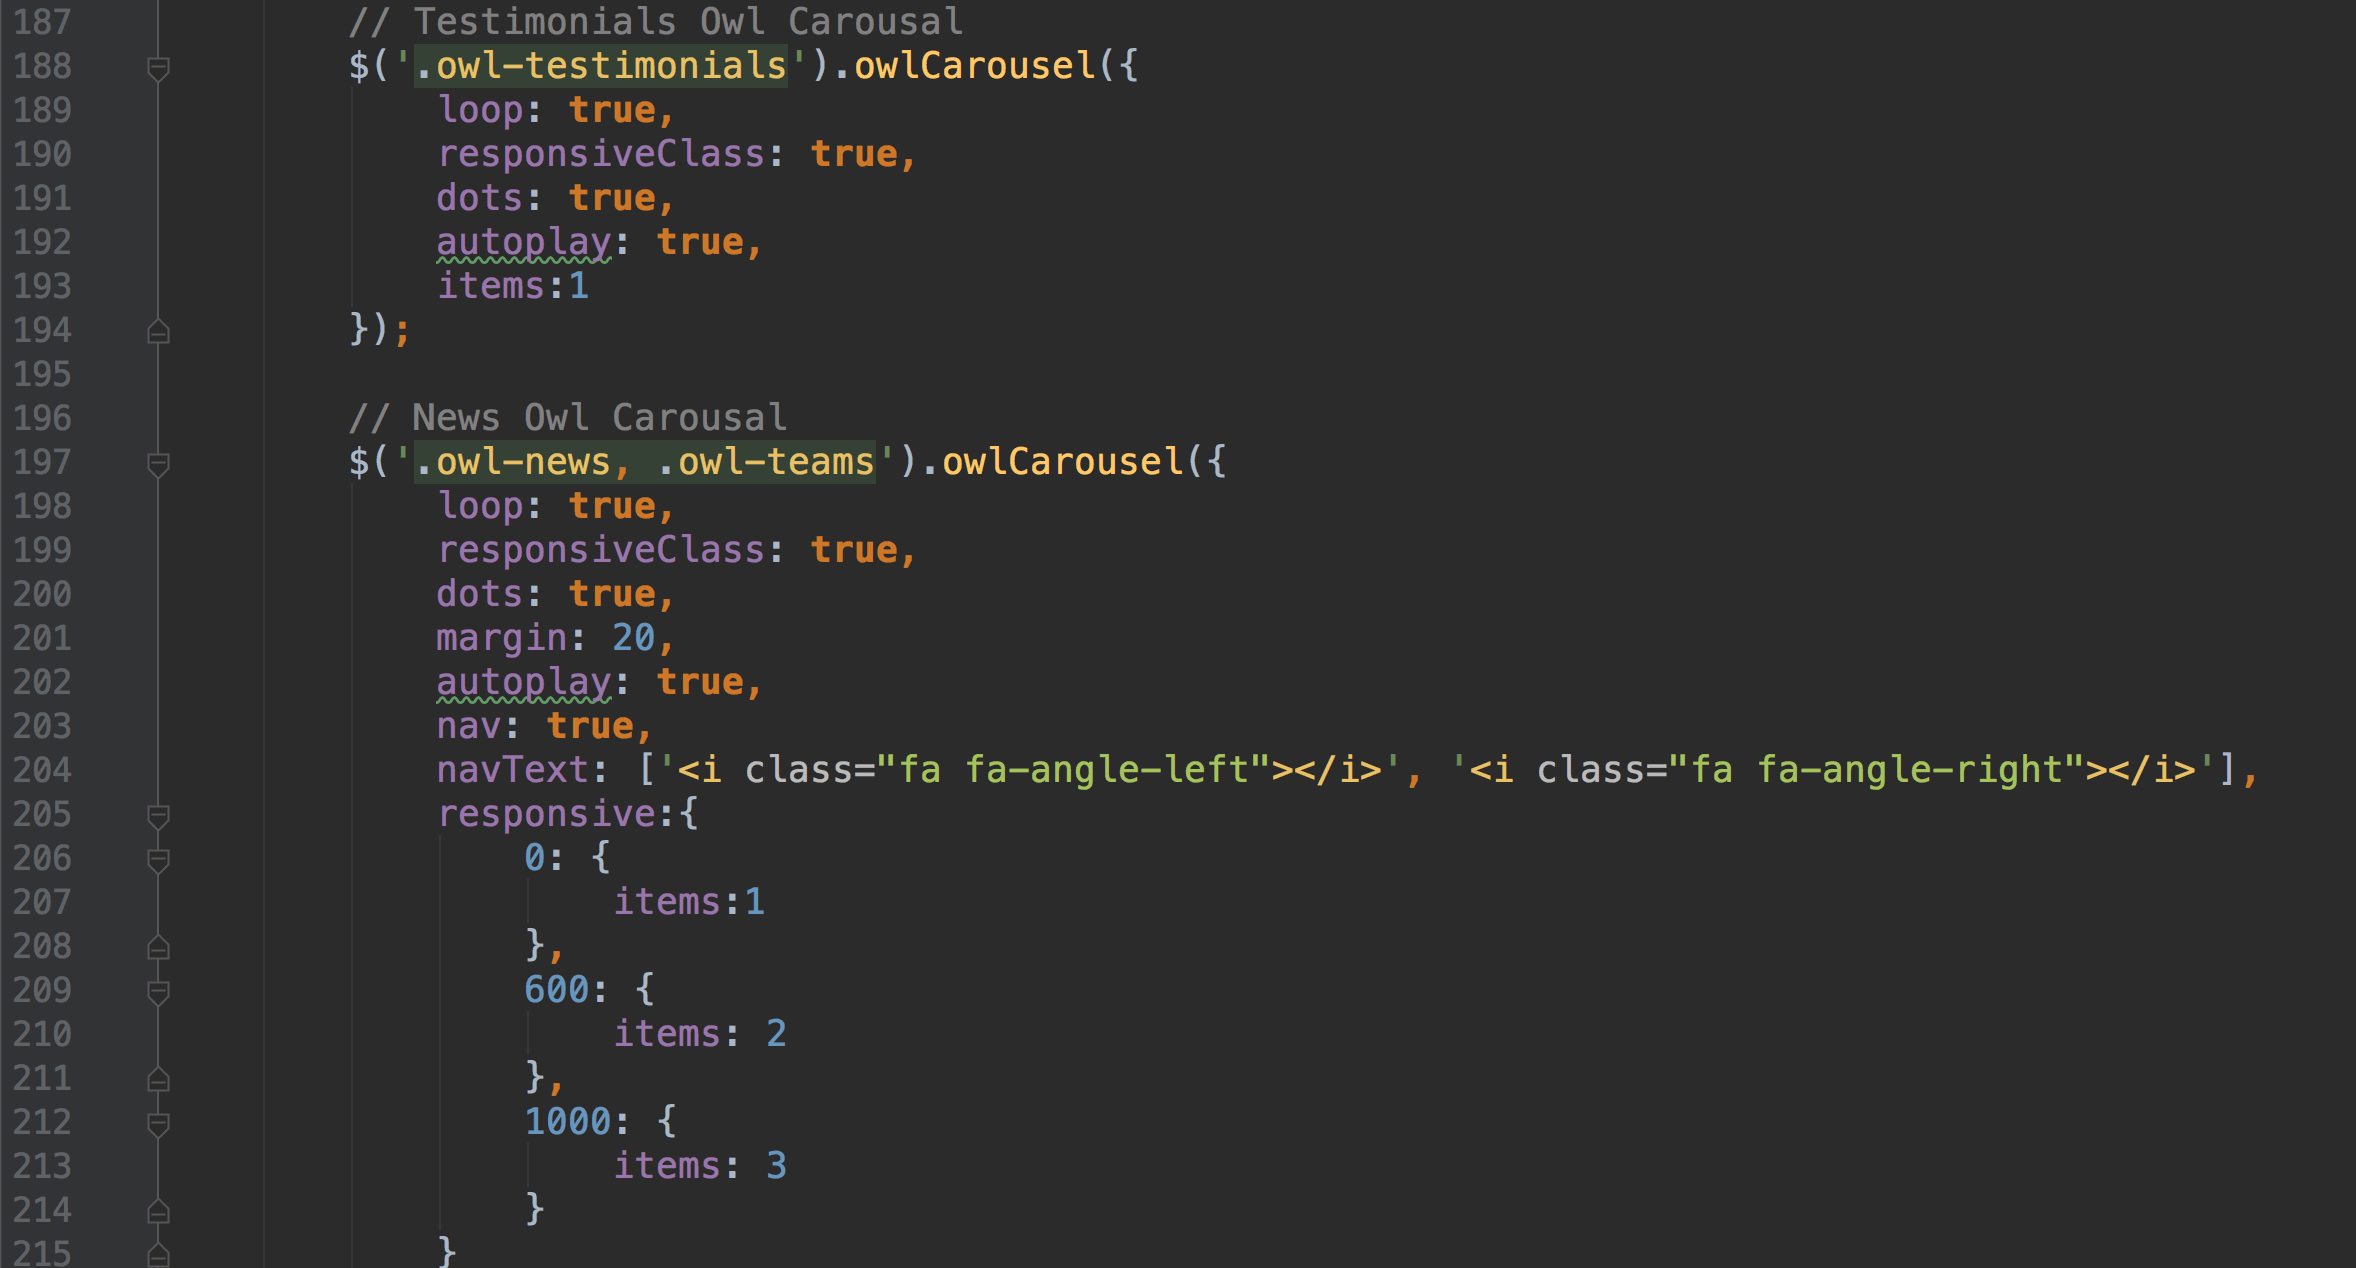 187 // Testimonials Owl Carousal
188 $('.owl-testimonials').owlCarousel({
189 loop: true,
190 responsiveClass: true,
191 dots: true,
192 autoplay: true,
193 items:1
194 });
195
196 // News Owl Carousal
197 $('.owl-news, .owl-teams').owlCarousel({
198 loop: true,
199 responsiveClass: true,
200 dots: true,
201 margin: 20,
202 autoplay: true,
203 nav: true,
204 navText: ['<i class="fa fa-angle-left"></i>', '<i class="fa fa-angle-right"></i>'],
205 responsive:{
206 0: {
207 items:1
208 },
209 600: {
210 items: 2
211 },
212 1000: {
213 items: 3
214 }
215 }